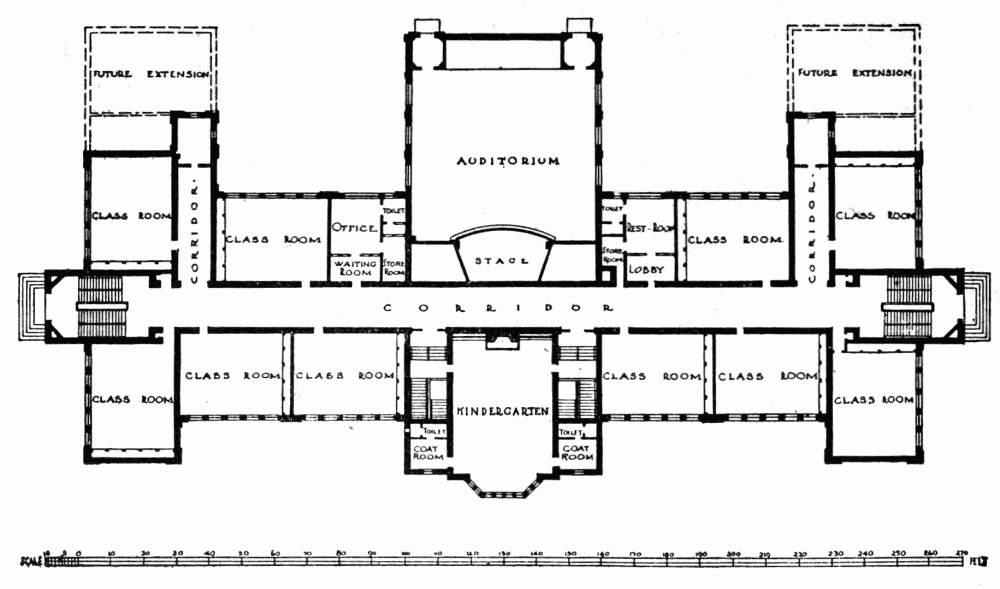 FUTURE EXTENSION
FUTURE EXTENSION
AUDITORIUM
CLASS ROOM
CORRIDOR
CLASS ROOM
OFFICE
TOILET
WAITING
ROOM
STORE
ROOM
STAGE
TOILET
REST-ROOM
STORE
ROOM
LOBBY
CLASS ROOM
CORRIDOR
CLASS ROOM
CORRIDOR
CLASS ROOM
CLASS ROOM
CLASS ROOM
KINDERGARTEN
TOILET
COAT
ROOM
TOILET
COAT
ROOM
CLASS ROOM
CLASS ROOM
CLASS ROOM
SCALE 10 5 0 10 20 30 40 50 60 70 80 90 100 110 120 130 140 150 160 170 180 190 200 210 220 230 240 250 260 270 FEET